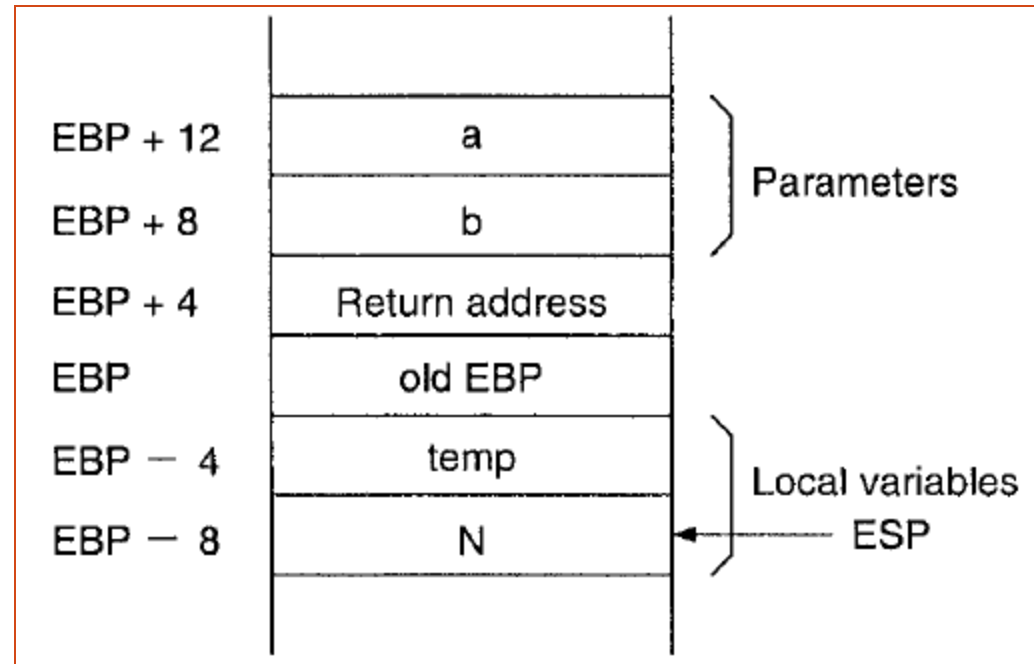 EBP + 12
a
Parameters
EBP + 8
b
EBP + 4
Return address
EBP
old EBP
EBP − 4
temp
Local variables
EBP − 8
N
ESP